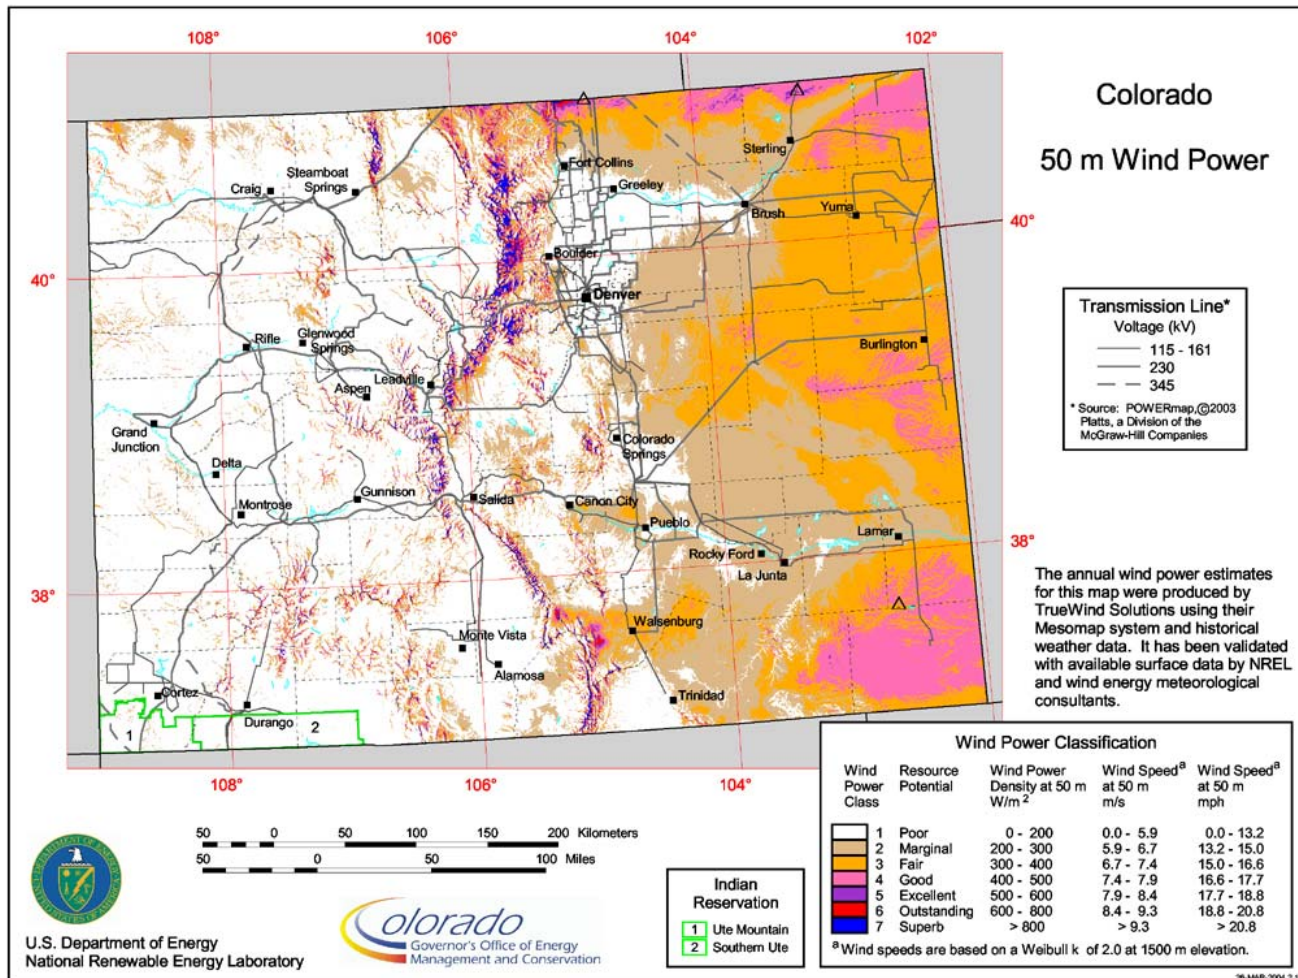 Colorado
50 m Wind Power
108°
106°
104°
102°
40°
38°
40°
38°
108°
106°
104°
Craig
Steamboat
Springs
Fort Collins
Greeley
Sterling
Brush
Yuma
Boulder
Denver
Burlington
Rifle
Glenwood
Springs
Aspen
Leadville
Grand
Junction
Delta
Montrose
Gunnison
Salida
Colorado
Springs
Canon City
Pueblo
Rocky Ford
La Junta
Lamar
Walsenburg
Monte Vista
Alamosa
Trinidad
Cortez
Durango
1
2
Transmission Line*
Voltage (kV)
115 - 161
230
345
* Source: POWERmap,©2003
Platts, a Division of the
McGraw-Hill Companies
The annual wind power estimates
for this map were produced by
TrueWind Solutions using their
Mesomap system and historical
weather data. It has been validated
with available surface data by NREL
and wind energy meteorological
consultants.
Wind Power Classification
Wind Power Class Resource Potential Wind Power Density at 50 m W/m 2 Wind Speed a at 50 m m/s Wind Speed a at 50 m mph
1 Poor 0 - 200 0.0 - 5.9 0.0 - 13.2
2 Marginal 200 - 300 5.9 - 6.7 13.2 - 15.0
3 Fair 300 - 400 6.7 - 7.4 15.0 - 16.6
4 Good 400 - 500 7.4 - 7.9 16.6 - 17.7
5 Excellent 500 - 600 7.9 - 8.4 17.7 - 18.8
6 Outstanding 600 - 800 8.4 - 9.3 18.8 - 20.8
7 Superb > 800 > 9.3 > 20.8
a Wind speeds are based on a Weibull k of 2.0 at 1500 m elevation.
50 0 50 100 150 200 Kilometers
50 0 50 100 Miles
Indian
Reservation
1 Ute Mountain
2 Southern Ute
Colorado
Governor's Office of Energy
Management and Conservation
U.S. Department of Energy
National Renewable Energy Laboratory